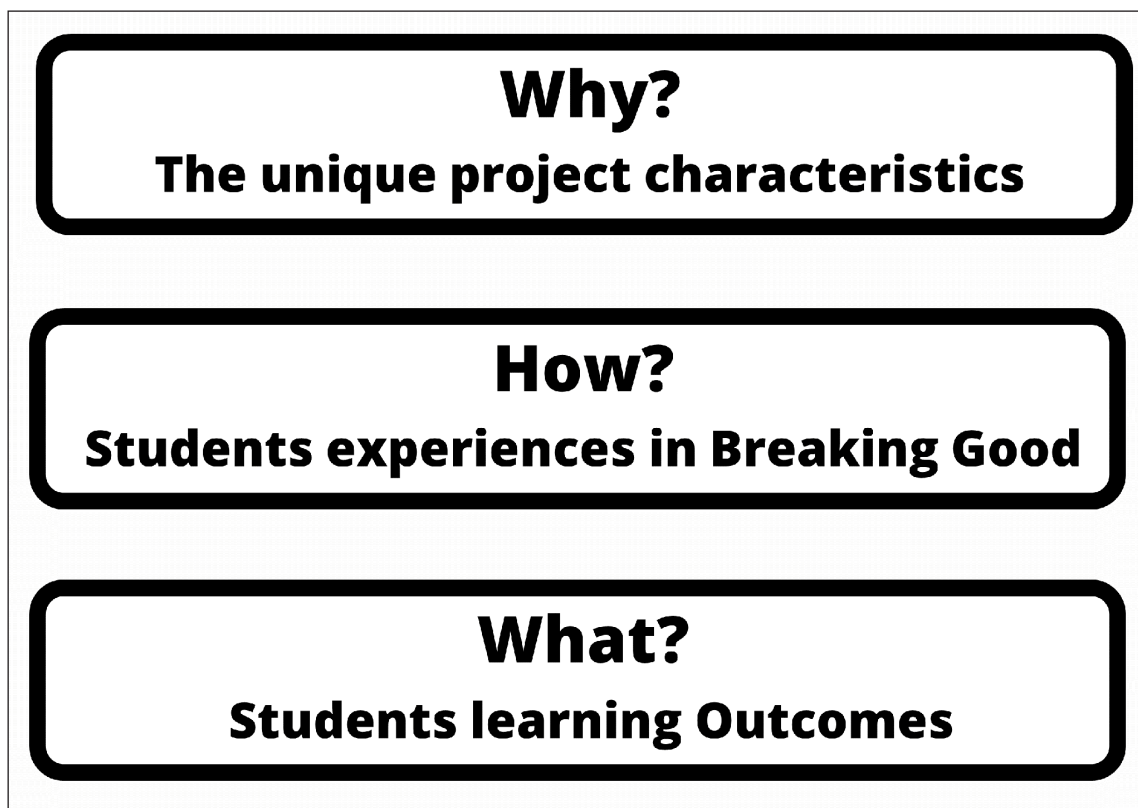 Why?
The unique project characteristics
How?
Students experiences in Breaking Good
What?
Students learning Outcomes